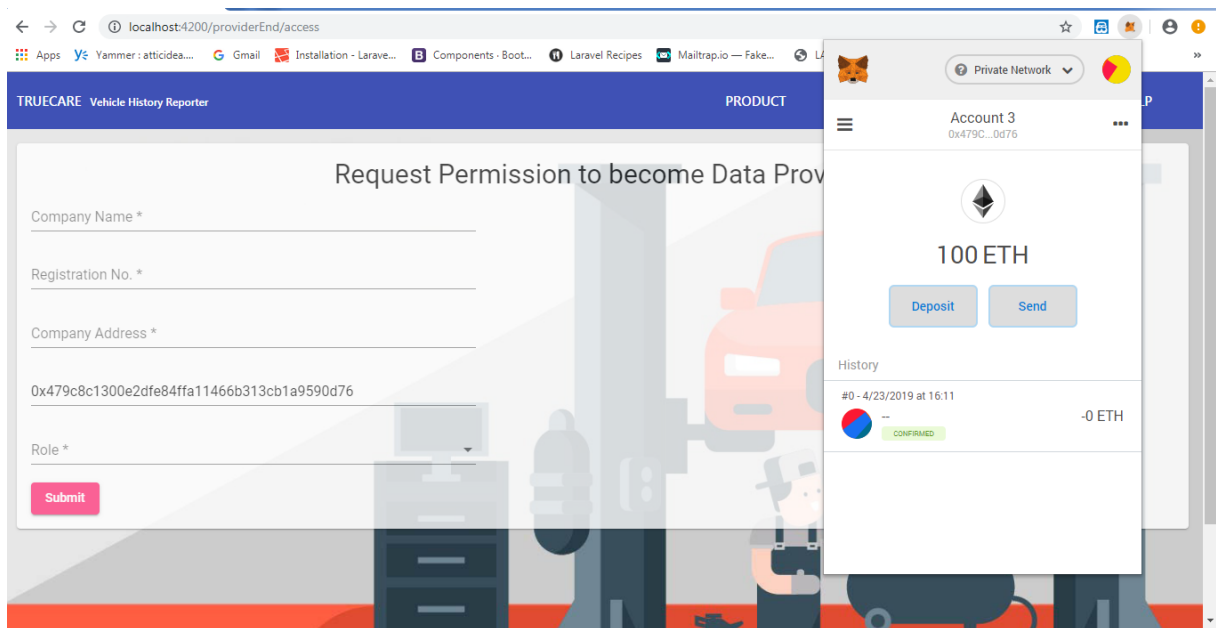 localhost:4200/providerEnd/access
Apps Yammer : atticidea.... Gmail Installation - Larave... Components · Boot... Laravel Recipes Mailtrap.io — Fake... »
TRUECARE Vehicle History Reporter PRODUCT
Request Permission to become Data Prov
Company Name *
Registration No. *
Company Address *
0x479c8c1300e2dfe84ffa11466b313cb1a9590d76
Role *
Submit
Private Network
Account 3
0x479C...0d76
100 ETH
Deposit Send
History
#0 - 4/23/2019 at 16:11
-- -0 ETH
CONFIRMED